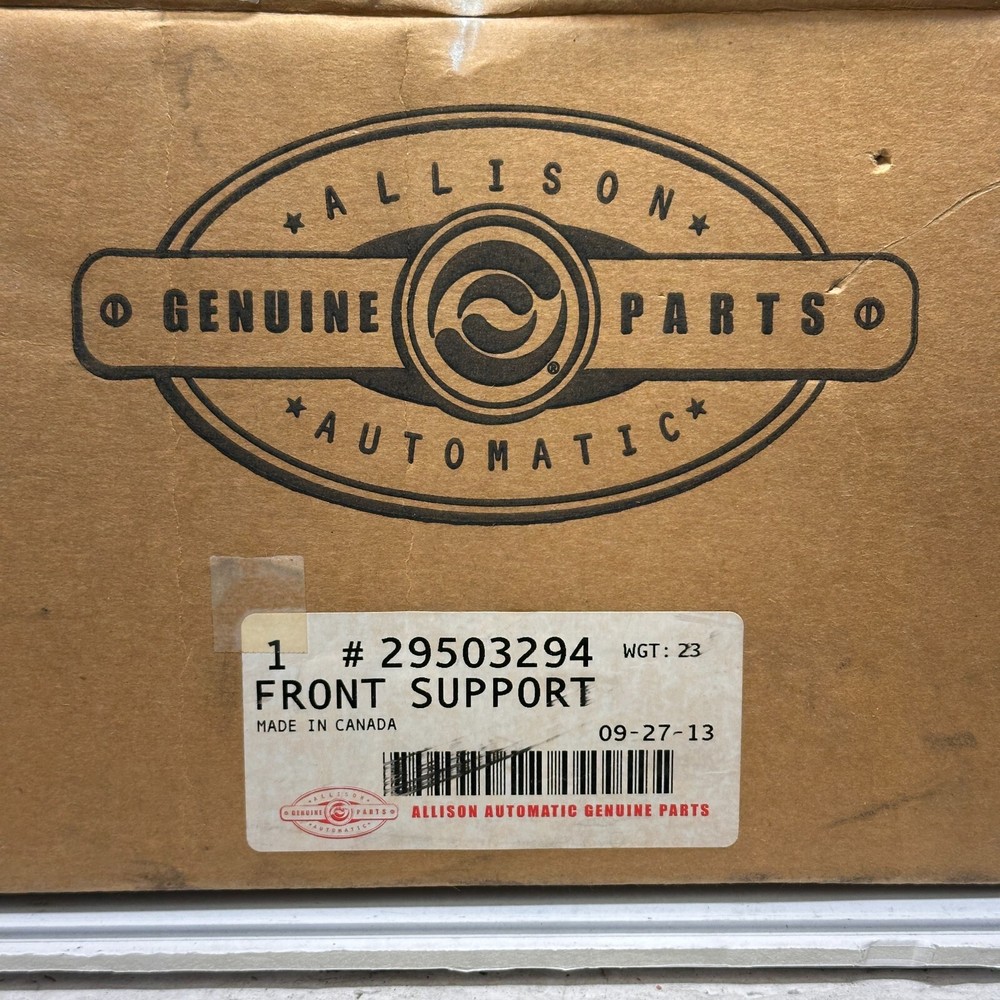 ALLISON
GENUINE PARTS
®
AUTOMATIC
1 # 29503294 WGT: 23
FRONT SUPPORT
MADE IN CANADA
09-27-13
ALLISON
GENUINE PARTS
AUTOMATIC
ALLISON AUTOMATIC GENUINE PARTS